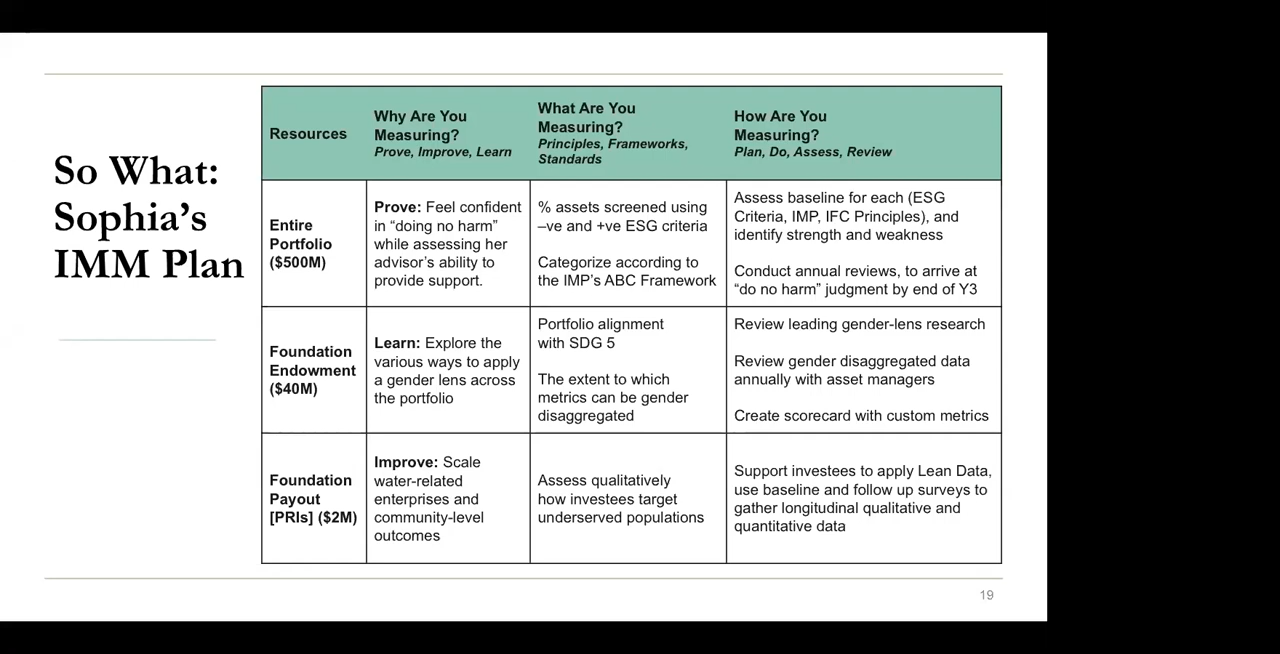 So What:
Sophia’s
IMM Plan
Resources
Why Are You
Measuring?
Prove, Improve, Learn
What Are You
Measuring?
Principles, Frameworks,
Standards
How Are You
Measuring?
Plan, Do, Assess, Review
Entire
Portfolio
($500M)
Prove: Feel confident
in “doing no harm”
while assessing her
advisor’s ability to
provide support.
% assets screened using
–ve and +ve ESG criteria
Categorize according to
the IMP’s ABC Framework
Assess baseline for each (ESG
Criteria, IMP, IFC Principles), and
identify strength and weakness
Conduct annual reviews, to arrive at
“do no harm” judgment by end of Y3
Foundation
Endowment
($40M)
Learn: Explore the
various ways to apply
a gender lens across
the portfolio
Portfolio alignment
with SDG 5
The extent to which
metrics can be gender
disaggregated
Review leading gender-lens research
Review gender disaggregated data
annually with asset managers
Create scorecard with custom metrics
Foundation
Payout
[PRIs] ($2M)
Improve: Scale
water-related
enterprises and
community-level
outcomes
Assess qualitatively
how investees target
underserved populations
Support investees to apply Lean Data,
use baseline and follow up surveys to
gather longitudinal qualitative and
quantitative data
19